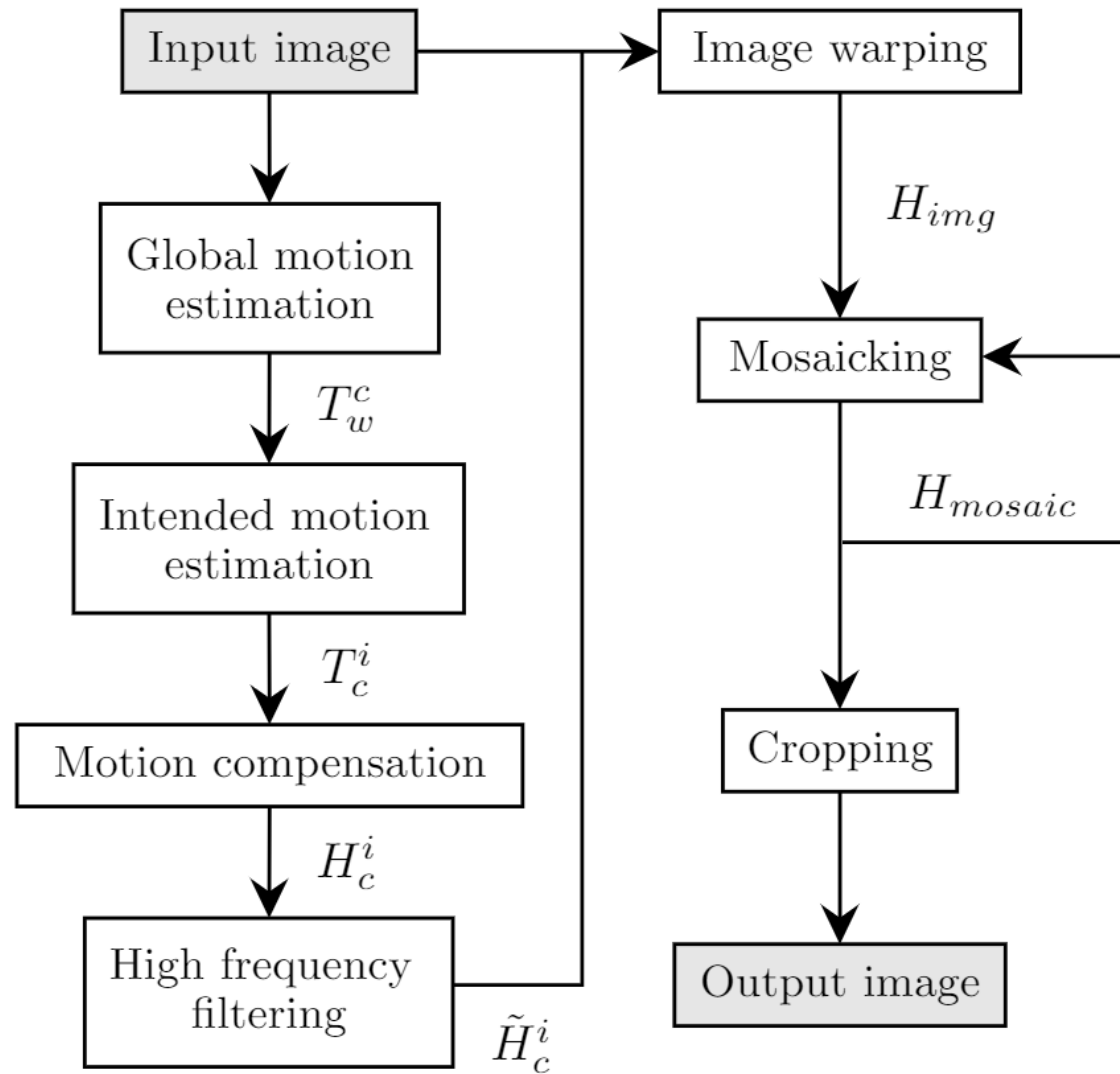 Input image
Image warping
Global motion
estimation
$H_{img}$
$T_w^c$
Mosaicking
Intended motion
estimation
$H_{mosaic}$
$T_c^i$
Motion compensation
Cropping
$H_c^i$
High frequency
filtering
$\tilde{H}_c^i$
Output image